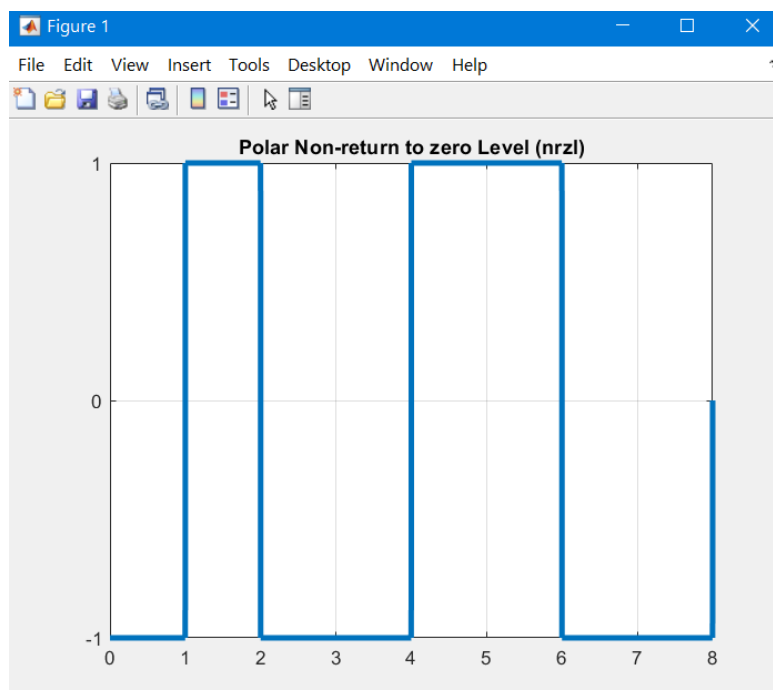 Figure 1
File Edit View Insert Tools Desktop Window Help
Polar Non-return to zero Level (nrzl)
1
0
-1
0 1 2 3 4 5 6 7 8